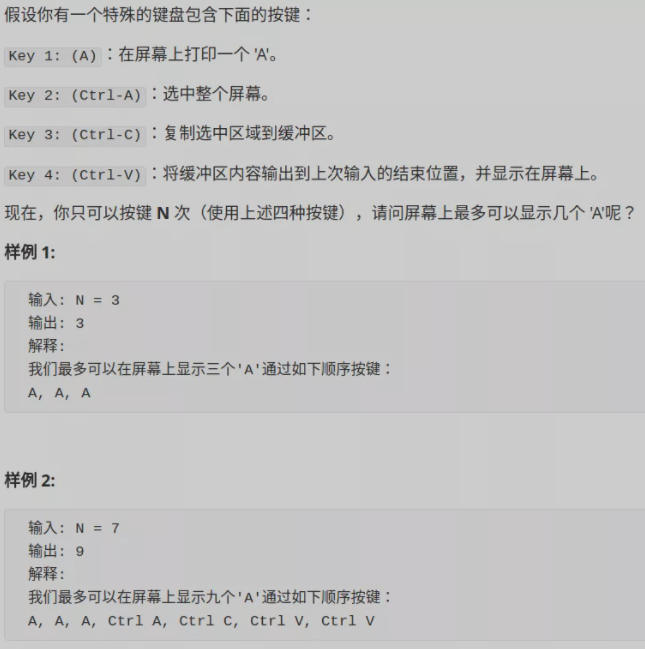 假设你有一个特殊的键盘包含下面的按键：
Key 1: (A)：在屏幕上打印一个 'A'。
Key 2: (Ctrl-A)：选中整个屏幕。
Key 3: (Ctrl-C)：复制选中区域到缓冲区。
Key 4: (Ctrl-V)：将缓冲区内容输出到上次输入的结束位置，并显示在屏幕上。
现在，你只可以按键 N 次（使用上述四种按键），请问屏幕上最多可以显示几个 'A'呢？
样例 1:
输入: N = 3
输出: 3
解释:
我们最多可以在屏幕上显示三个'A'通过如下顺序按键：
A, A, A
样例 2:
输入: N = 7
输出: 9
解释:
我们最多可以在屏幕上显示九个'A'通过如下顺序按键：
A, A, A, Ctrl A, Ctrl C, Ctrl V, Ctrl V